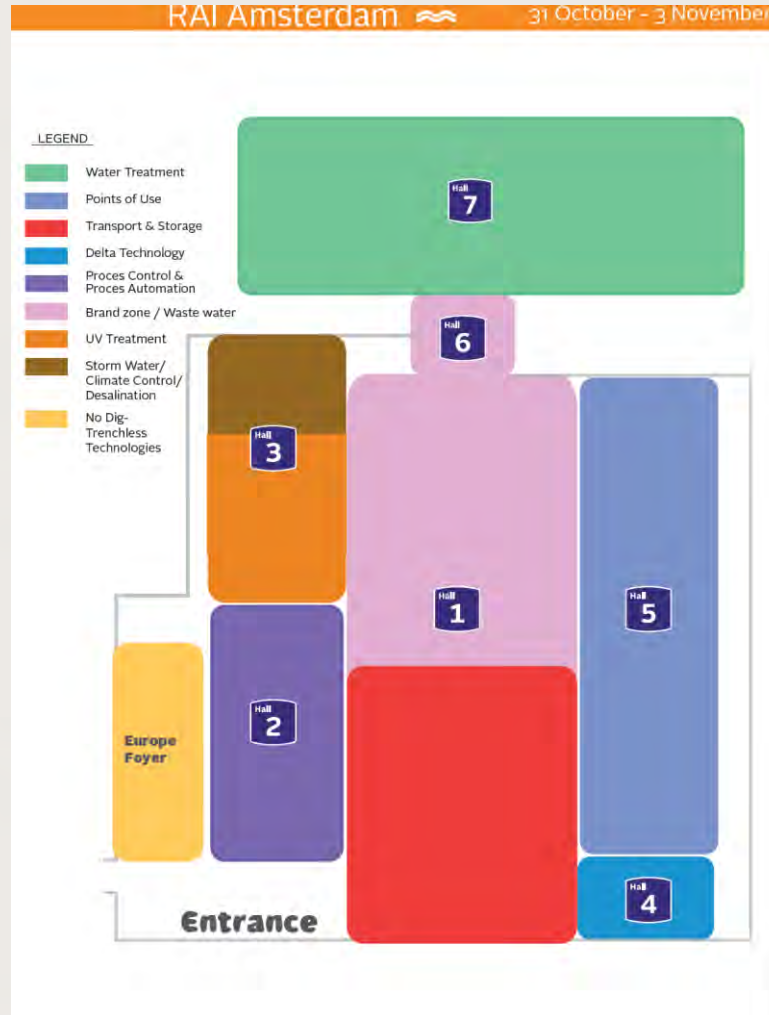 RAI Amsterdam
31 October - 3 November
LEGEND
Water Treatment
Points of Use
Transport & Storage
Delta Technology
Proces Control &
Proces Automation
Brand zone / Waste water
UV Treatment
Storm Water/
Climate Control/
Desalination
No Dig-
Trenchless
Technologies
Hall
7
Hall
6
Hall
3
Hall
1
Hall
5
Hall
2
Europe
Foyer
Hall
4
Entrance